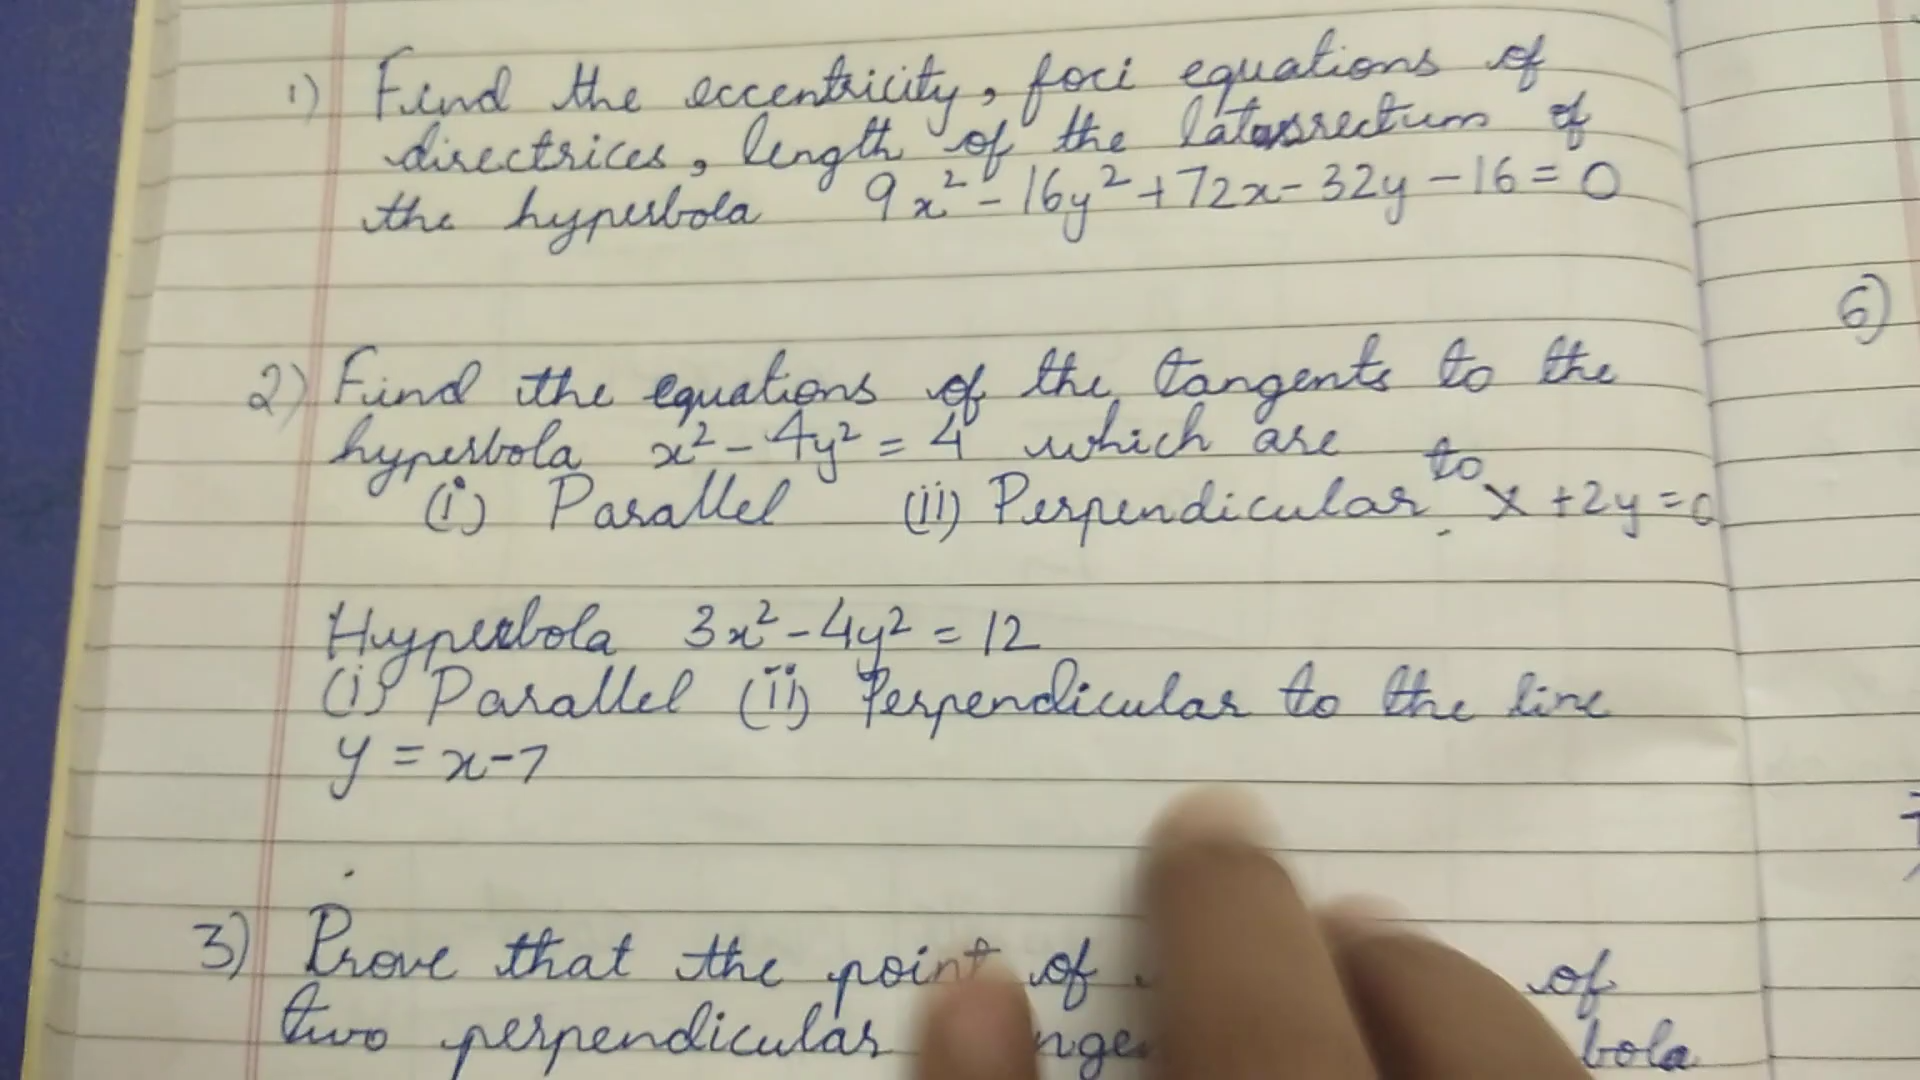 1) Find the eccentricity, foci equations of
directrices, length of the latusrectum of
the hyperbola 9x² - 16y² + 72x - 32y - 16 = 0
6)
2) Find the equations of the tangents to the
hyperbola x² - 4y² = 4 which are
(i) Parallel (ii) Perpendicular to x + 2y = 0
Hyperbola 3x² - 4y² = 12
(i) Parallel (ii) Perpendicular to the line
y = x - 7
3) Prove that the point of of
two perpendicular